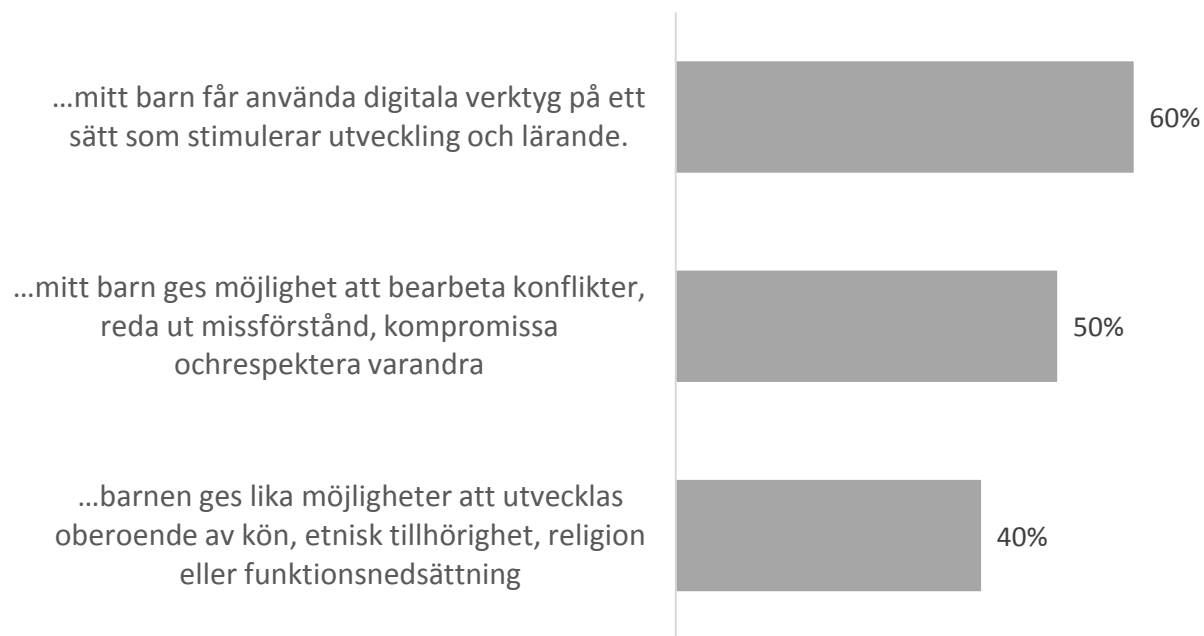 ...mitt barn får använda digitala verktyg på ett
sätt som stimulerar utveckling och lärande.
60%
...mitt barn ges möjlighet att bearbeta konflikter,
reda ut missförstånd, kompromissa
ochrespektera varandra
50%
...barnen ges lika möjligheter att utvecklas
oberoende av kön, etnisk tillhörighet, religion
eller funktionsnedsättning
40%